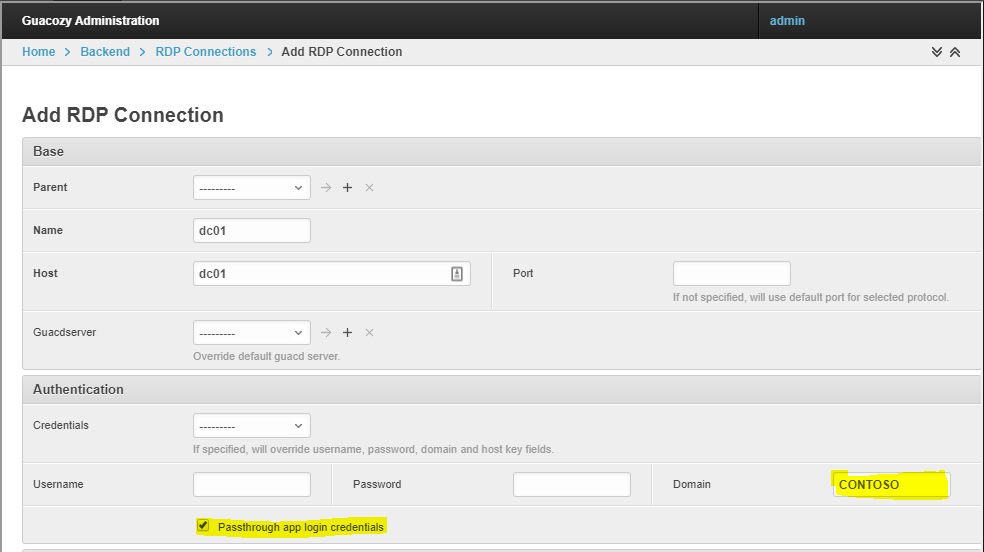 Guacozy Administration admin
Home > Backend > RDP Connections > Add RDP Connection
Add RDP Connection
Base
Parent ---------
Name dc01
Host dc01 Port
If not specified, will use default port for selected protocol.
Guacdserver ---------
Override default guacd server.
Authentication
Credentials ---------
If specified, will override username, password, domain and host key fields.
Username Password Domain CONTOSO
Passthrough app login credentials